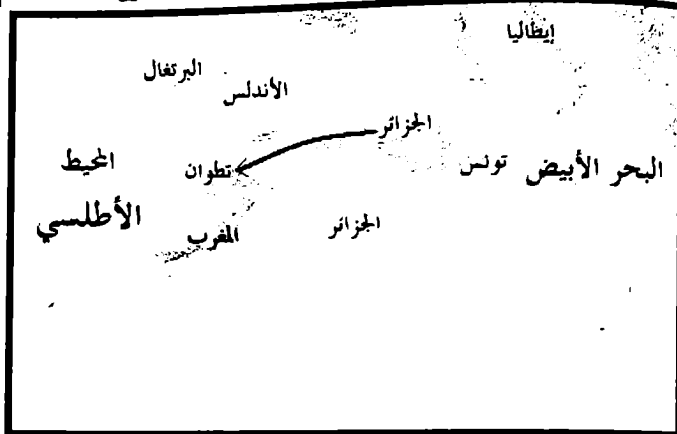 إيطاليا
البرتغال
الأندلس
الجزائر
البحر الأبيض
تونس
تطوان
المحيط
الأطلسي
الجزائر
المغرب